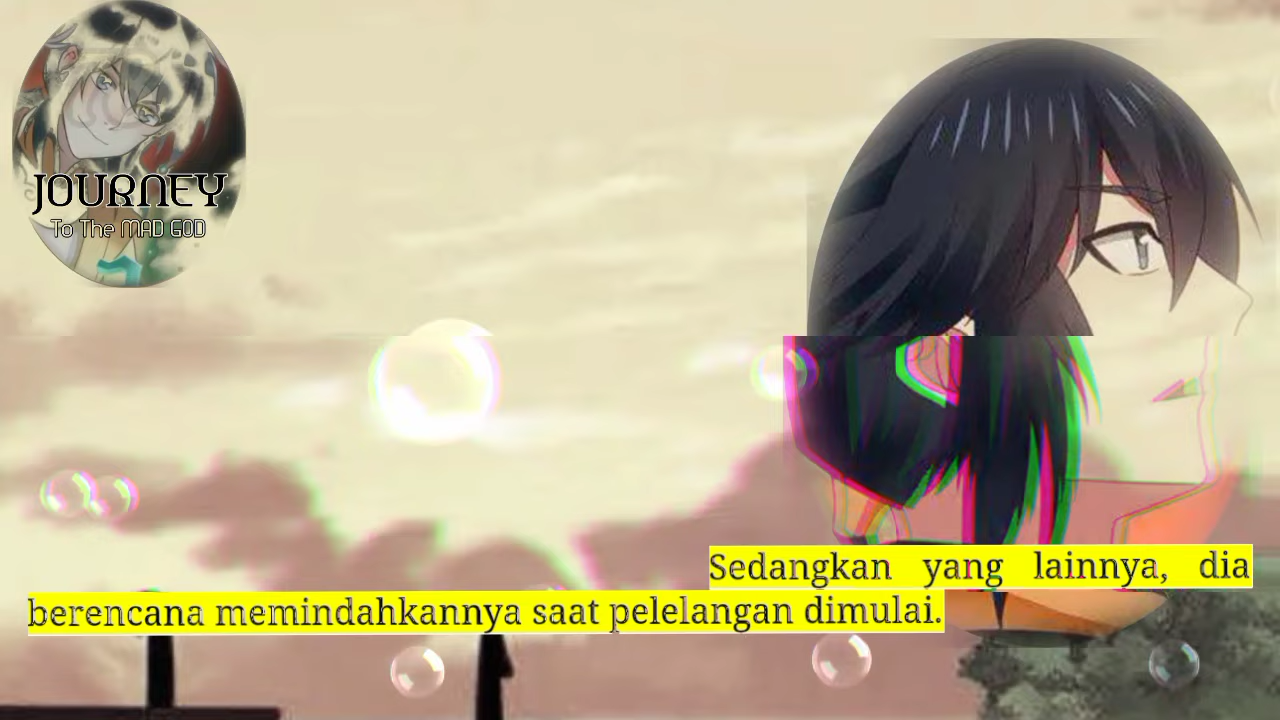 JOURNEY
To The MAD GOD
Sedangkan yang lainnya, dia
berencana memindahkannya saat pelelangan dimulai.